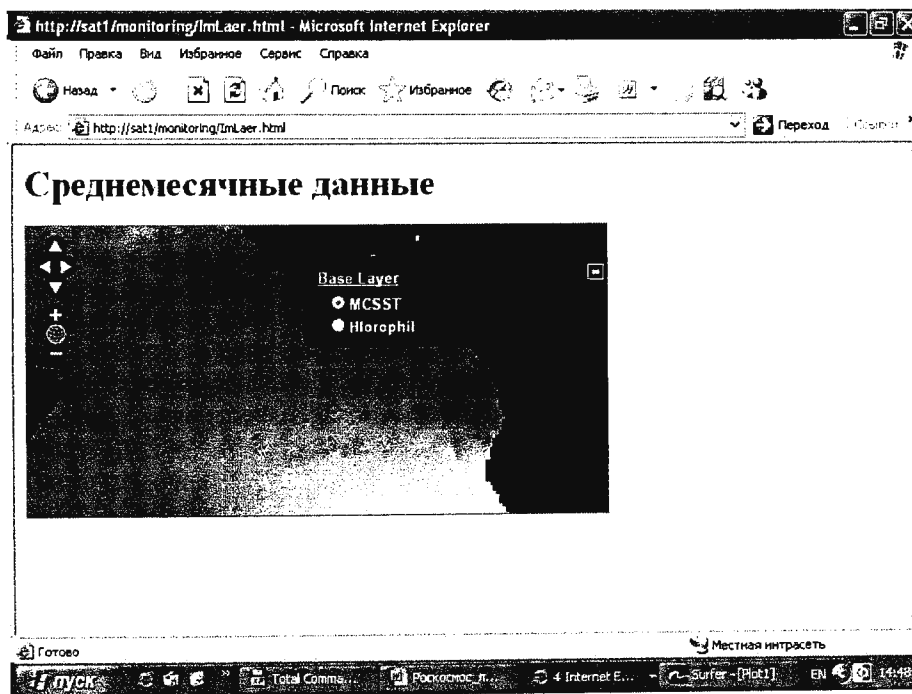 http://sat1/monitoring/ImLaer.html - Microsoft Internet Explorer
Файл Правка Вид Избранное Сервис Справка
Назад Поиск Избранное
Адрес: http://sat1/monitoring/ImLaer.html Переход
Среднемесячные данные
Base Layer
MCSST
Hlorophil
Готово Местная интрасеть
пуск Total Comma... Роскосмос_п... 4 Internet E... Surfer - [Plot1] EN 14:48